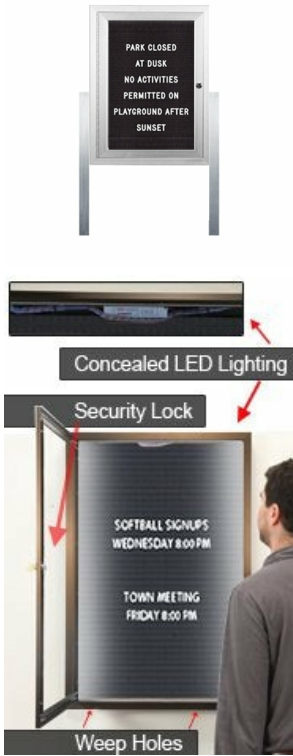 PARK CLOSED
AT DUSK
NO ACTIVITIES
PERMITTED ON
PLAYGROUND AFTER
SUNSET
Concealed LED Lighting
Security Lock
SOFTBALL SIGNUPS
WEDNESDAY 8:00 PM
TOWN MEETING
FRIDAY 8:00 PM
Weep Holes